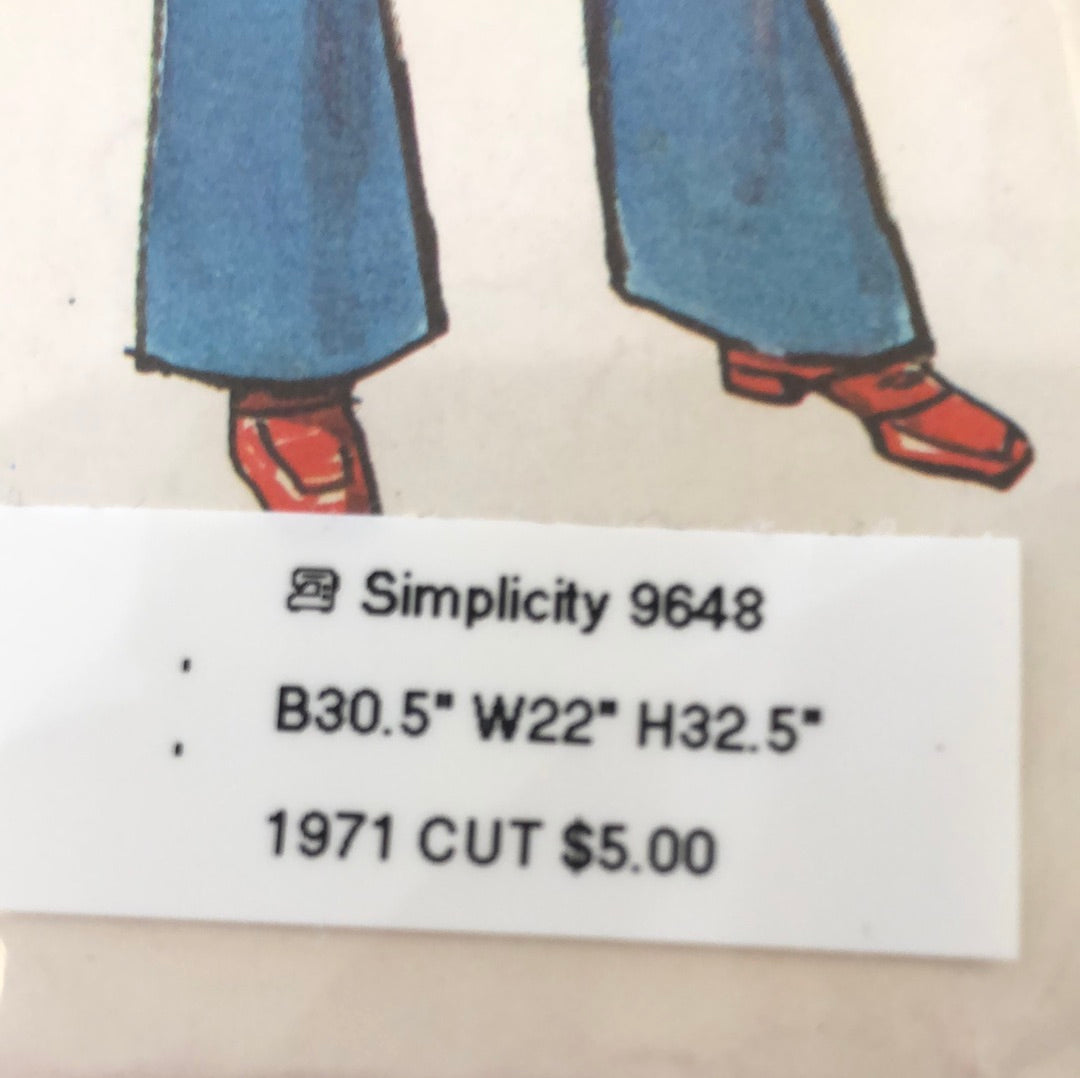 Simplicity 9648
B30.5" W22" H32.5"
1971 CUT $5.00